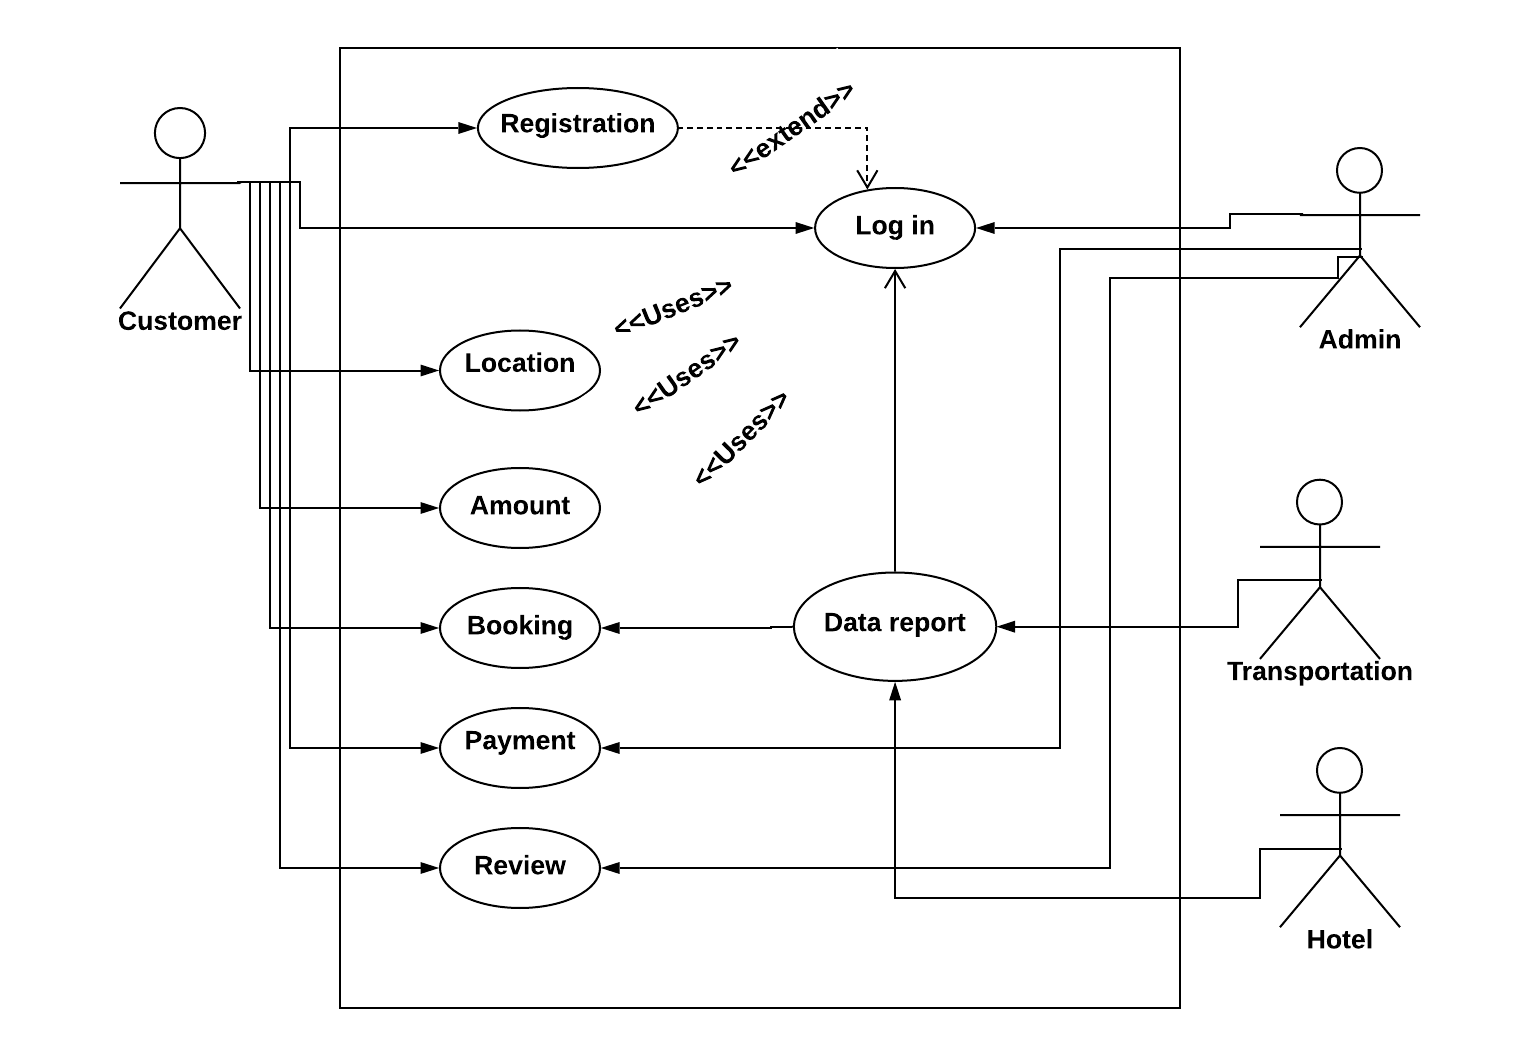 Registration
<<extend>>
Log in
Customer
<<Uses>>
Admin
Location
<<Uses>>
<<Uses>>
Amount
Booking
Data report
Transportation
Payment
Review
Hotel